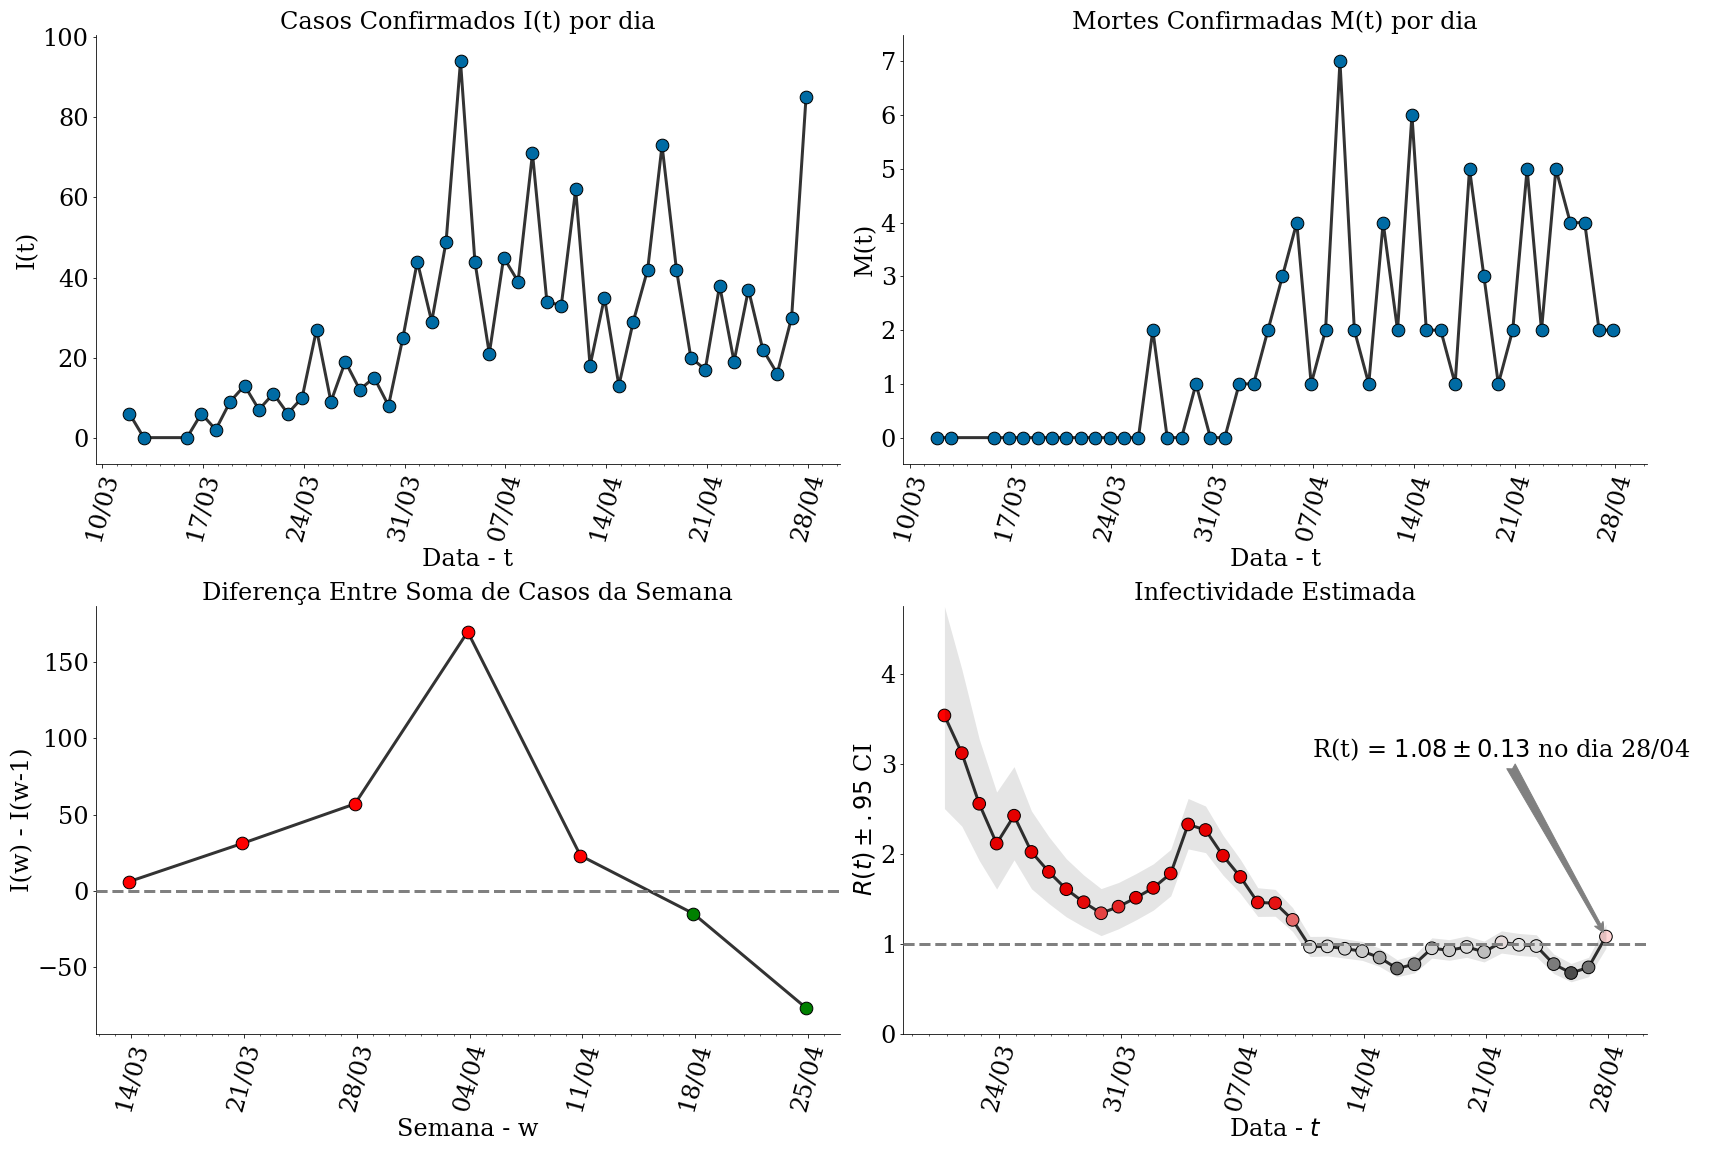 Casos Confirmados I(t) por dia
I(t)
100
80
60
40
20
0
10/03 17/03 24/03 31/03 07/04 14/04 21/04 28/04
Data - t
Mortes Confirmadas M(t) por dia
M(t)
7
6
5
4
3
2
1
0
10/03 17/03 24/03 31/03 07/04 14/04 21/04 28/04
Data - t
Diferença Entre Soma de Casos da Semana
I(w) - I(w-1)
150
100
50
0
−50
14/03 21/03 28/03 04/04 11/04 18/04 25/04
Semana - w
Infectividade Estimada
R(t) ± .95 CI
4
3
2
1
0
R(t) = 1.08 ± 0.13 no dia 28/04
24/03 31/03 07/04 14/04 21/04 28/04
Data - t